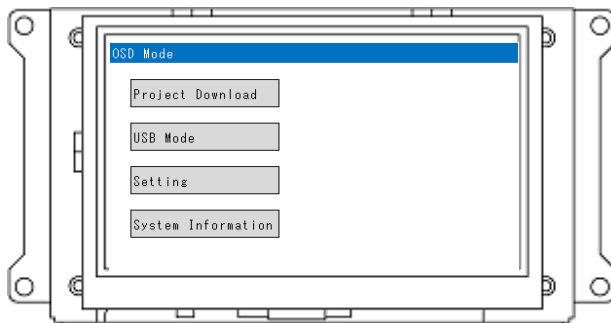 OSD Mode
Project Download
USB Mode
Setting
System Information